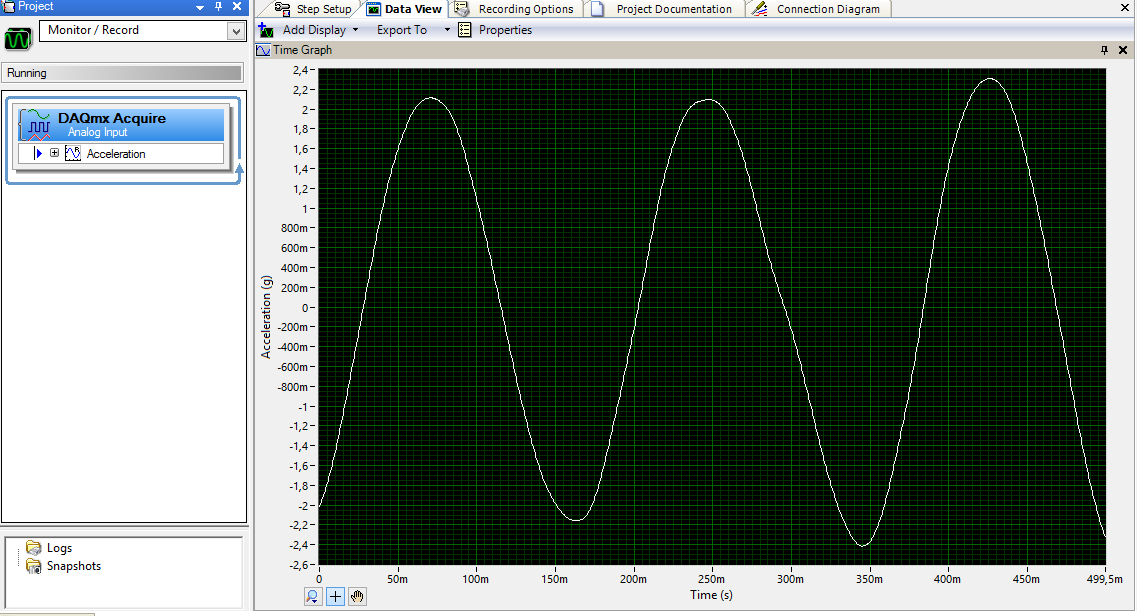 Project
Step Setup
Data View
Recording Options
Project Documentation
Connection Diagram
Monitor / Record
Add Display
Export To
Properties
Time Graph
Running
DAQmx Acquire
Analog Input
Acceleration
Logs
Snapshots
Acceleration (g)
2,4
2,2
2
1,8
1,6
1,4
1,2
1
800m
600m
400m
200m
0
-200m
-400m
-600m
-800m
-1
-1,2
-1,4
-1,6
-1,8
-2
-2,2
-2,4
-2,6
0 50m 100m 150m 200m 250m 300m 350m 400m 450m 499,5m
Time (s)